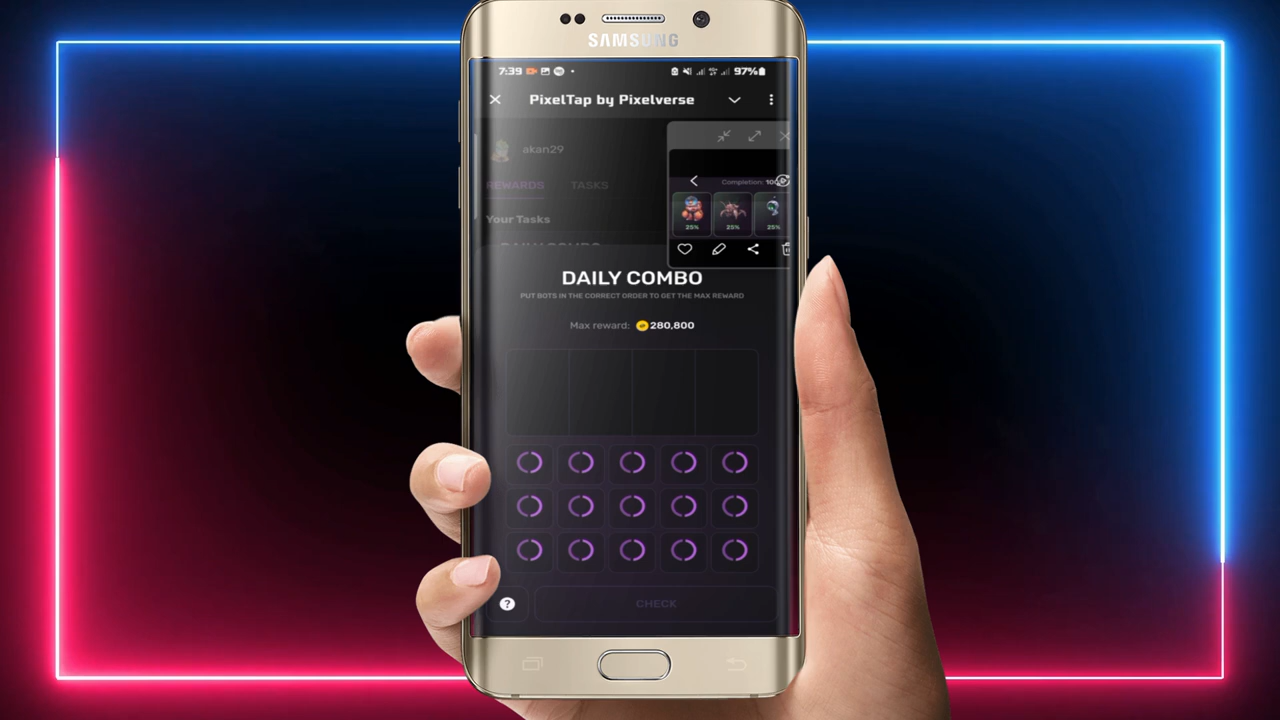 SAMSUNG
7:39 97%
PixelTap by Pixelverse
akan29
REWARDS TASKS
Your Tasks
Completion: 100
25% 25% 25%
DAILY COMBO
PUT BOTS IN THE CORRECT ORDER TO GET THE MAX REWARD
Max reward: 280,800
? CHECK